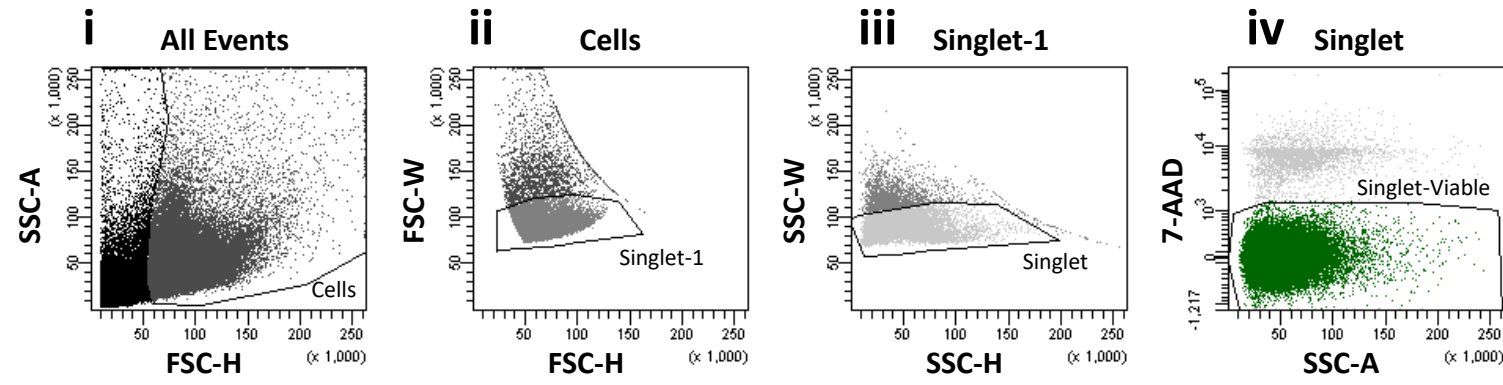 i All Events
SSC-A
(x 1,000)
50 100 150 200 250
50 100 150 200 250
FSC-H (x 1,000)
Cells
ii Cells
FSC-W
(x 1,000)
50 100 150 200 250
50 100 150 200 250
FSC-H (x 1,000)
Singlet-1
iii Singlet-1
SSC-W
(x 1,000)
50 100 150 200 250
50 100 150 200 250
SSC-H (x 1,000)
Singlet
iv Singlet
7-AAD
-1,217 0 10^3 10^4 10^5
50 100 150 200 250
SSC-A (x 1,000)
Singlet-Viable